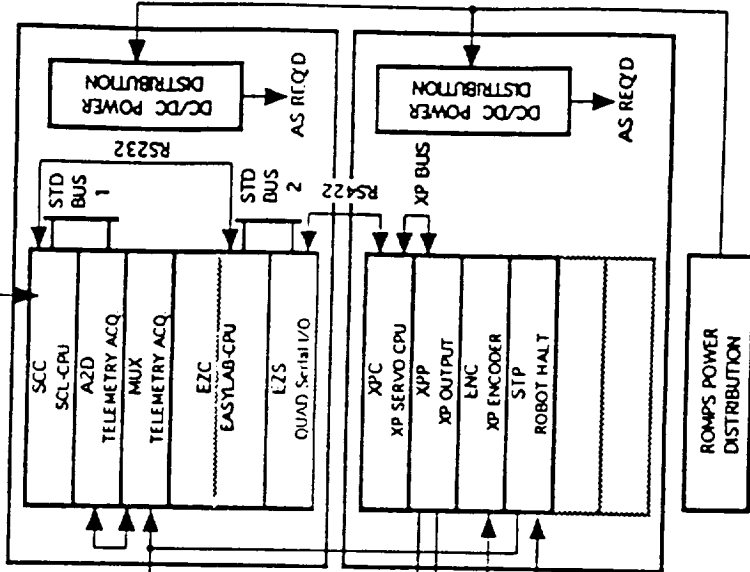 DC/DC POWER
DISTRIBUTION
AS REQ'D
RS232
STD
BUS
1
STD
BUS
2
SCC
SCL-CPU
A2D
TELEMETRY ACQ.
MUX
TELEMETRY ACQ.
EZC
EASYLAB-CPU
EZS
QUAD Serial I/O
RS422
DC/DC POWER
DISTRIBUTION
AS REQ'D
XP BUS
XPC
XP SERVO CPU
XPP
XP OUTPUT
ENC
XP ENCODER
STP
ROBOT HALT
ROMPS POWER
DISTRIBUTION